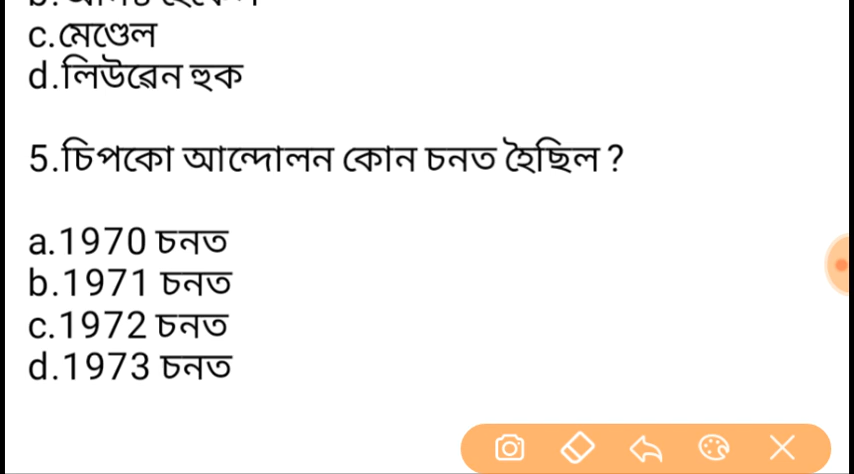 c.মেণ্ডেল
d.লিউৱেন হুক
5.চিপকো আন্দোলন কোন চনত হৈছিল ?
a.1970 চনত
b.1971 চনত
c.1972 চনত
d.1973 চনত